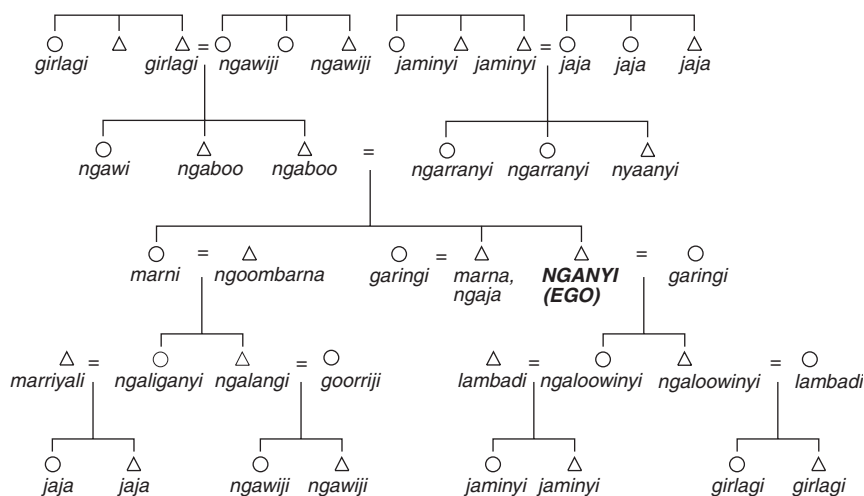 girlagi girlagi ngawiji ngawiji jaminyi jaminyi jaja jaja jaja
ngawi ngaboo ngaboo ngarranyi ngarranyi nyaanyi
marni ngoombarna garingi marna, NGANYI garingi
ngaja (EGO)
marriyali ngaliganyi ngalangi goorriji lambadi ngaloowinyi ngaloowinyi lambadi
jaja jaja ngawiji ngawiji jaminyi jaminyi girlagi girlagi